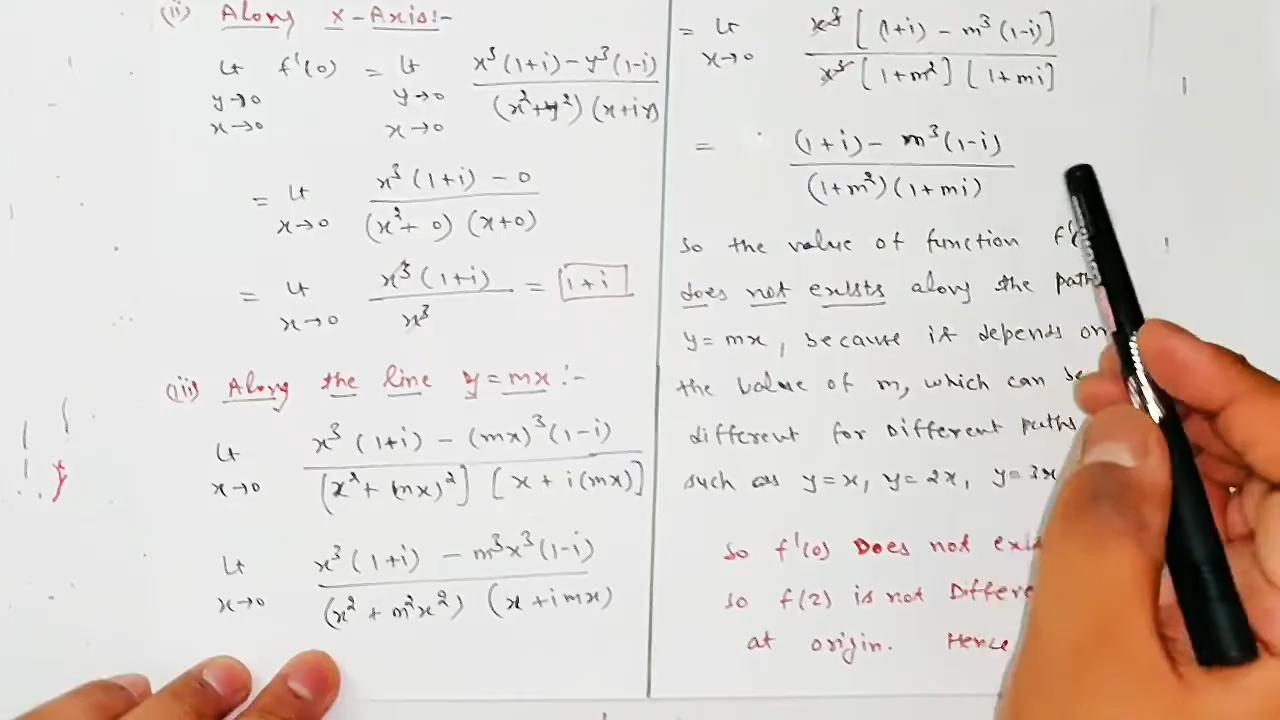 (ii) Along x-Axis:-
Lt f'(0) = Lt x³(1+i) - y³(1-i)
y→0 y→0 (x²+y²)(x+iy)
x→0 x→0
= Lt x³(1+i) - 0
x→0 (x²+0)(x+0)
= Lt x³(1+i) = 1+i
x→0 x³
(iii) Along the line y=mx:-
Lt x³(1+i) - (mx)³(1-i)
x→0 [x²+(mx)²] [x+i(mx)]
Lt x³(1+i) - m³x³(1-i)
x→0 (x²+m²x²) (x+imx)
= Lt x³[(1+i) - m³(1-i)]
x→0 x³[1+m²] [1+mi]
= (1+i) - m³(1-i)
(1+m²)(1+mi)
So the value of function
does not exists along the path
y=mx, because it depends on
the value of m, which can be
different for Different paths
such as y=x, y=2x, y=3x
So f'(0) Does not
so f(2) is not
at origin. Hence